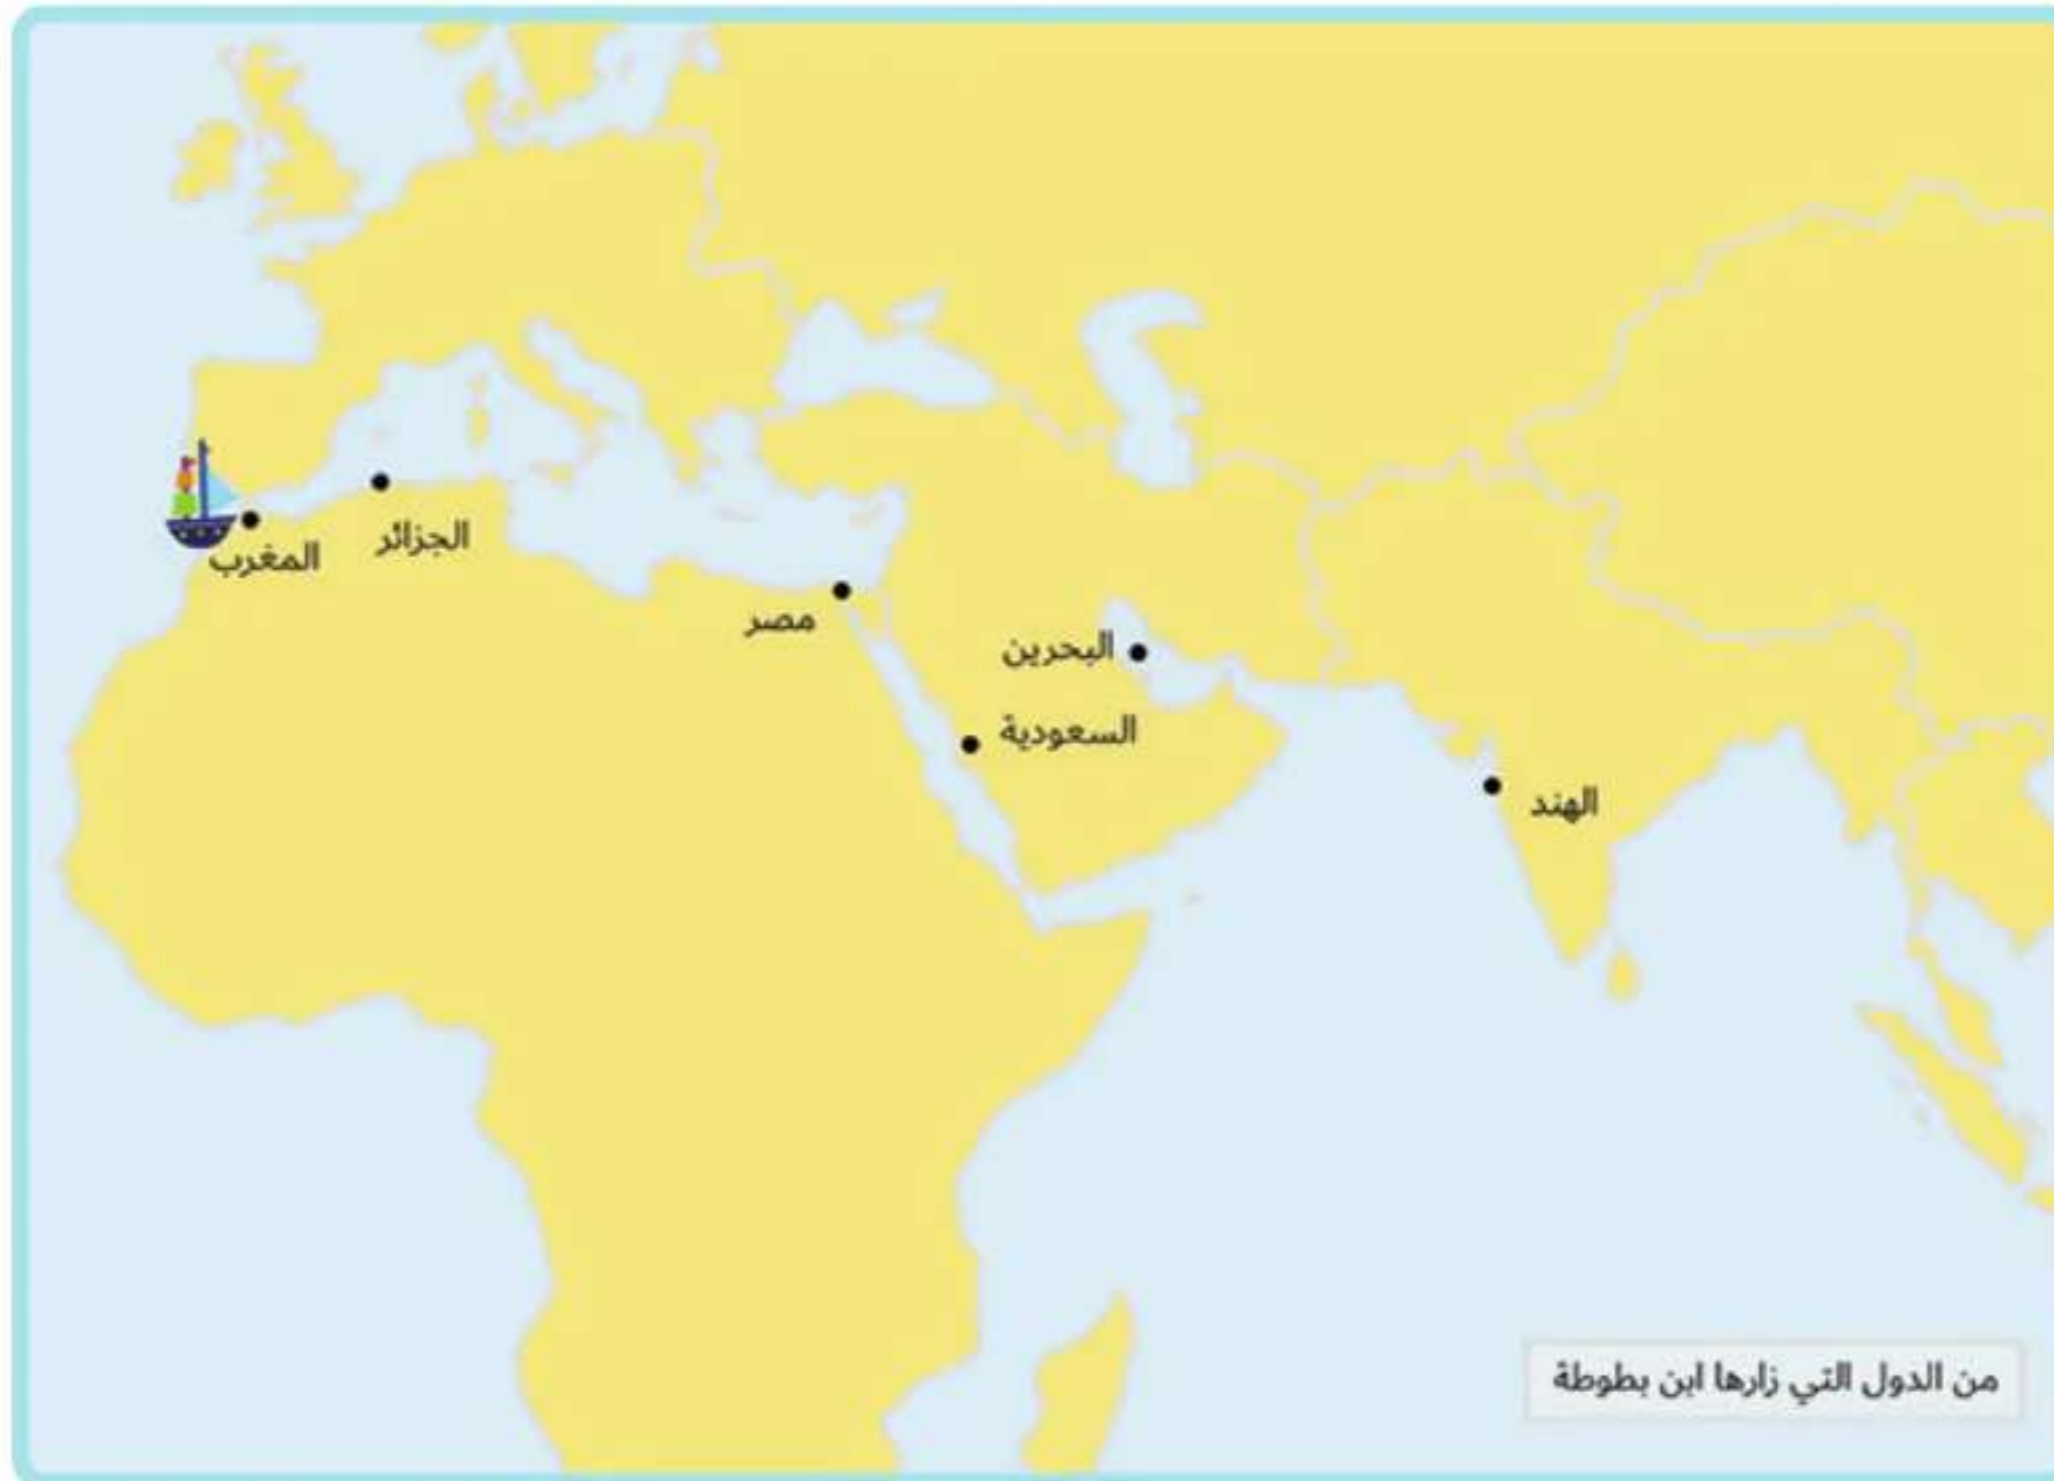 المغرب
الجزائر
مصر
البحرين
السعودية
الهند
من الدول التي زارها ابن بطوطة